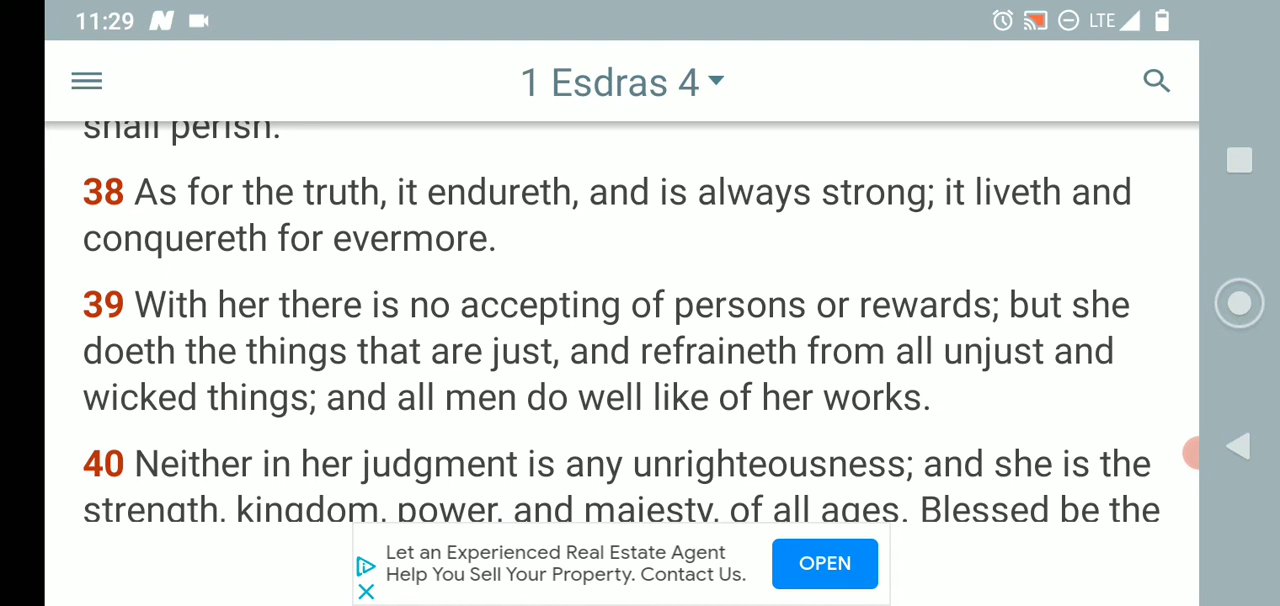 11:29 LTE
1 Esdras 4
shall perish.
38 As for the truth, it endureth, and is always strong; it liveth and
conquereth for evermore.
39 With her there is no accepting of persons or rewards; but she
doeth the things that are just, and refraineth from all unjust and
wicked things; and all men do well like of her works.
40 Neither in her judgment is any unrighteousness; and she is the
strength, kingdom, power, and majesty, of all ages. Blessed be the
Let an Experienced Real Estate Agent
Help You Sell Your Property. Contact Us.
OPEN